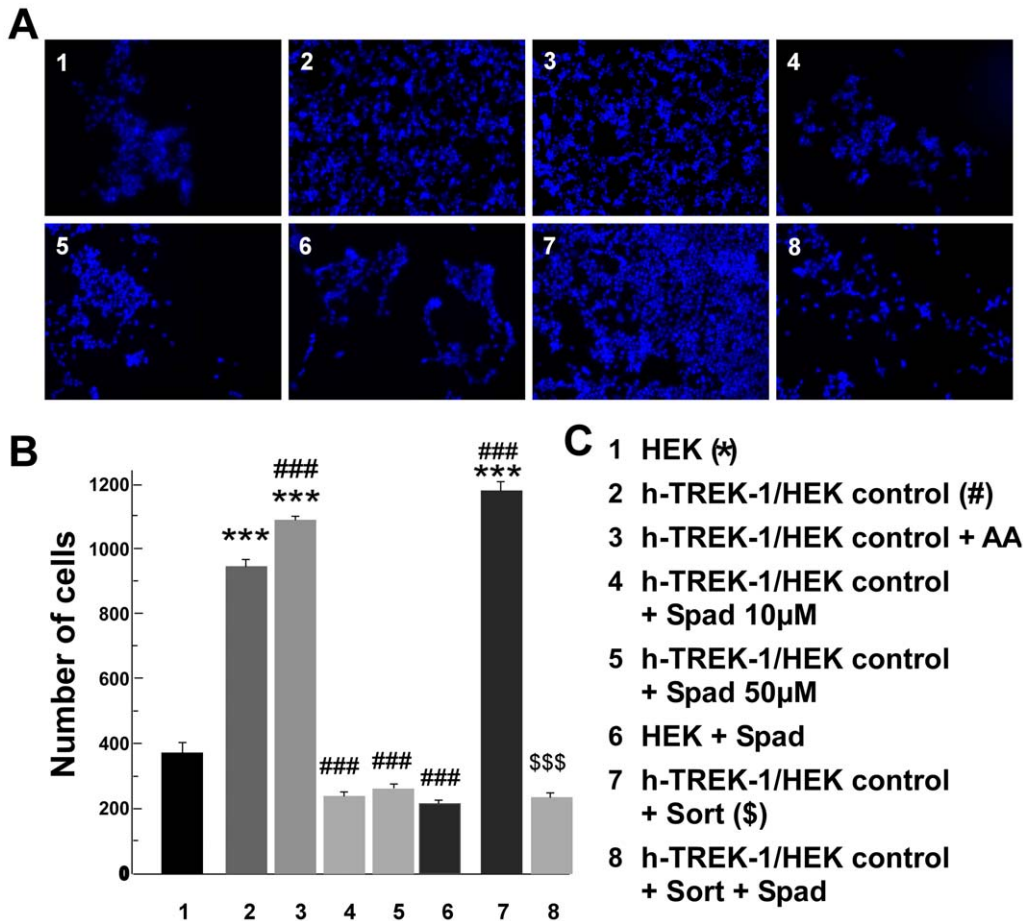 A
1
2
3
4
5
6
7
8
B
Number of cells
1200
1000
800
600
400
200
0
***
###
***
###
###
###
###
***
$$$
1
2
3
4
5
6
7
8
C
1 HEK (*)
2 h-TREK-1/HEK control (#)
3 h-TREK-1/HEK control + AA
4 h-TREK-1/HEK control
+ Spad 10µM
5 h-TREK-1/HEK control
+ Spad 50µM
6 HEK + Spad
7 h-TREK-1/HEK control
+ Sort ($)
8 h-TREK-1/HEK control
+ Sort + Spad